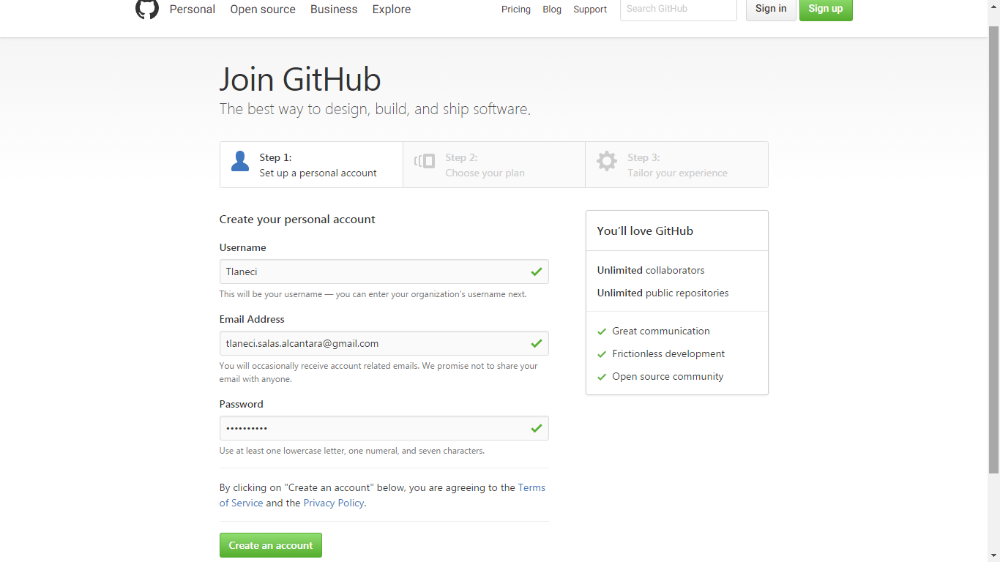 Personal Open source Business Explore Pricing Blog Support Search GitHub Sign in Sign up
Join GitHub
The best way to design, build, and ship software.
Step 1:
Set up a personal account
Step 2:
Choose your plan
Step 3:
Tailor your experience
Create your personal account
Username
Tlaneci
This will be your username — you can enter your organization's username next.
Email Address
tlaneci.salas.alcantara@gmail.com
You will occasionally receive account related emails. We promise not to share your
email with anyone.
Password
••••••••••
Use at least one lowercase letter, one numeral, and seven characters.
By clicking on "Create an account" below, you are agreeing to the Terms
of Service and the Privacy Policy.
Create an account
You'll love GitHub
Unlimited collaborators
Unlimited public repositories
Great communication
Frictionless development
Open source community